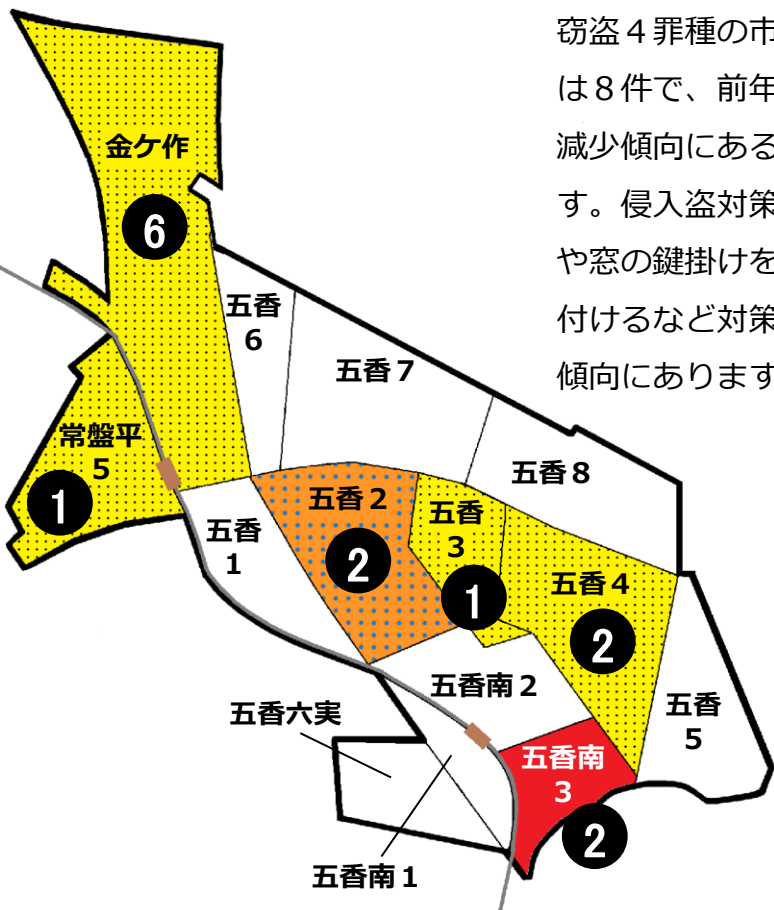 窃盗４罪種の市
は８件で、前年
減少傾向にある
す。侵入盗対策
や窓の鍵掛けを
付けるなど対策
傾向にあります
金ケ作
6
五香
6
五香７
五香８
常盤平
5
1
五香
1
五香２
2
五香
3
1
五香４
2
五香
5
五香南２
五香六実
五香南
3
2
五香南１